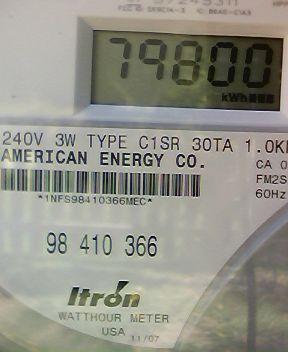 79800
kWh
240V 3W TYPE C1SR 30TA 1.0K
AMERICAN ENERGY CO.
CA 0
FM2S
60Hz
*1NFS98410366MEC*
98 410 366
Itron
WATTHOUR METER
USA 11/07